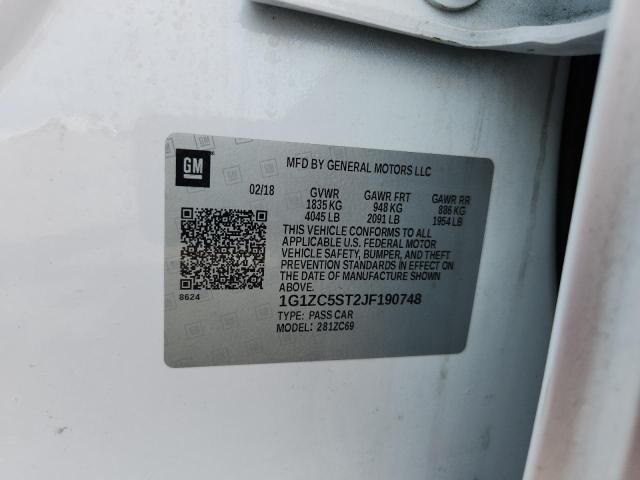 GM
MFD BY GENERAL MOTORS LLC
02/18 GVWR GAWR FRT GAWR RR
1835 KG 948 KG 886 KG
4045 LB 2091 LB 1954 LB
THIS VEHICLE CONFORMS TO ALL
APPLICABLE U.S. FEDERAL MOTOR
VEHICLE SAFETY, BUMPER, AND THEFT
PREVENTION STANDARDS IN EFFECT ON
THE DATE OF MANUFACTURE SHOWN
ABOVE.
8624
1G1ZC5ST2JF190748
TYPE: PASS CAR
MODEL: 281ZC69